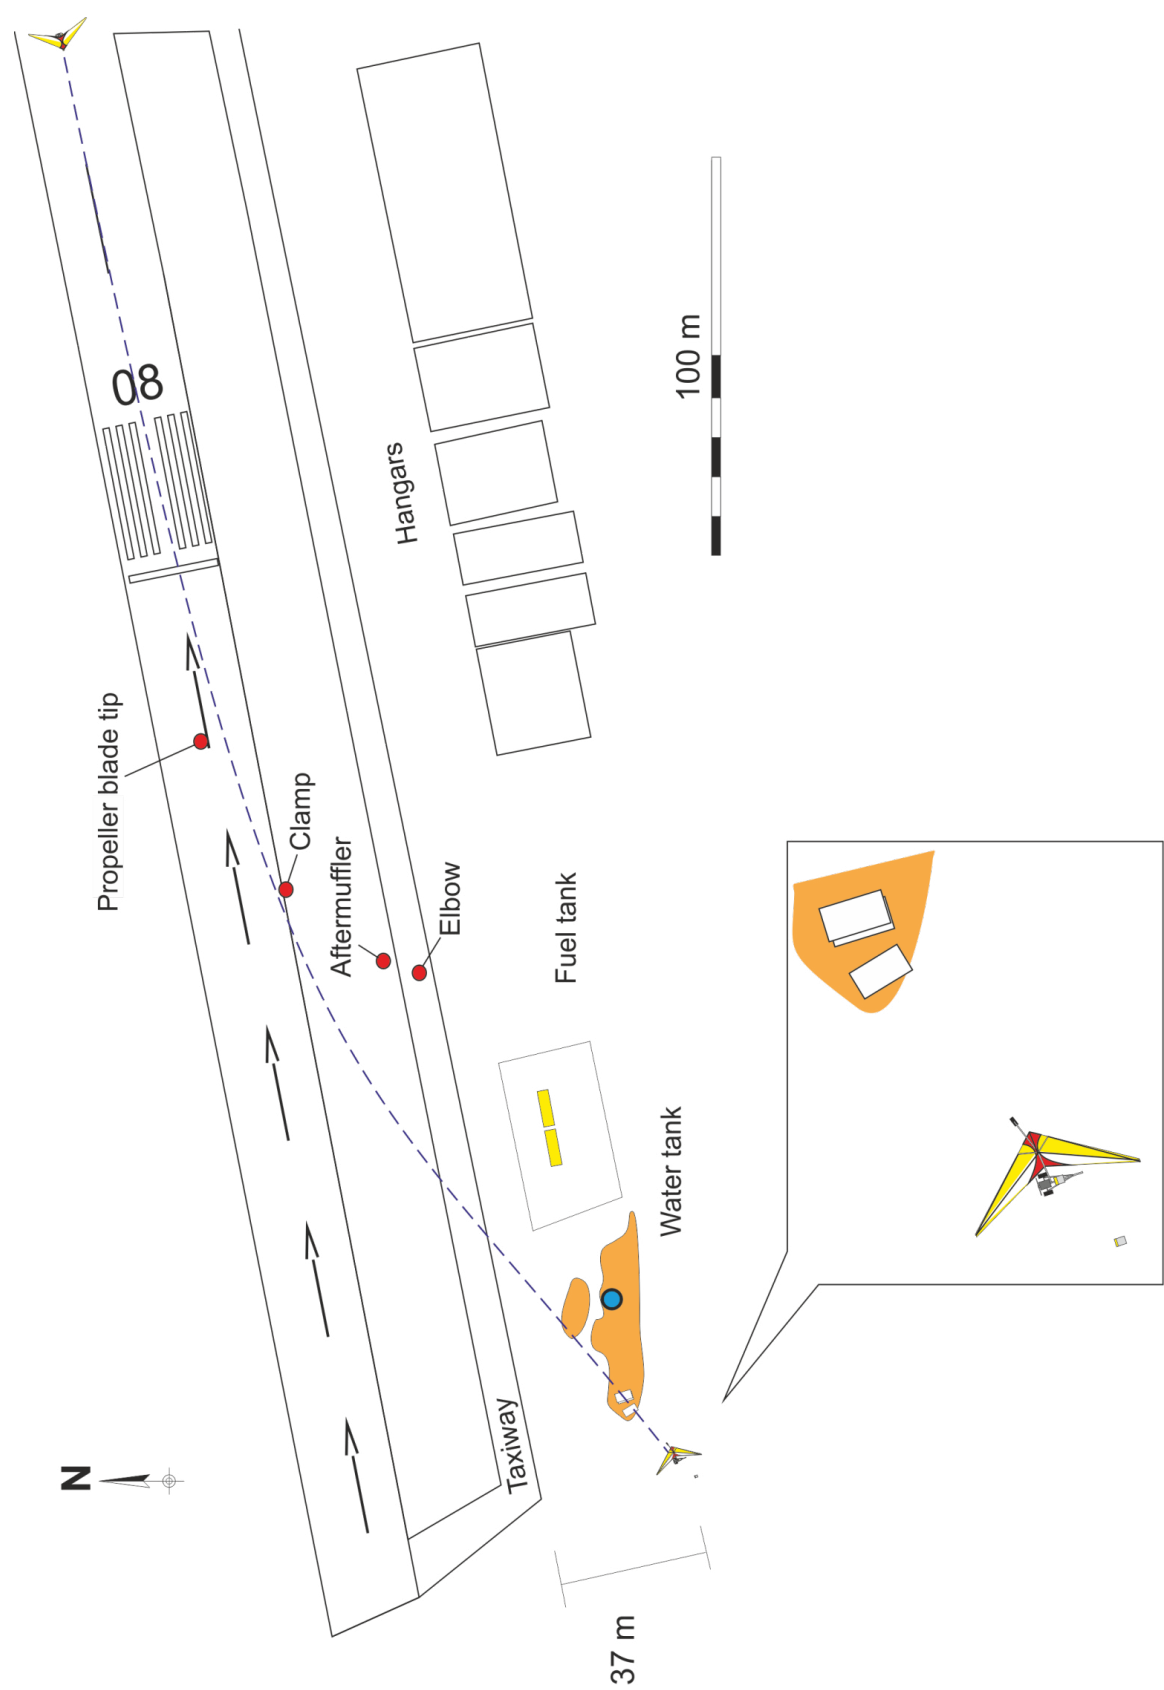 08
Propeller blade tip
Clamp
Aftermuffler
Elbow
Hangars
100 m
Fuel tank
Water tank
Taxiway
N
37 m